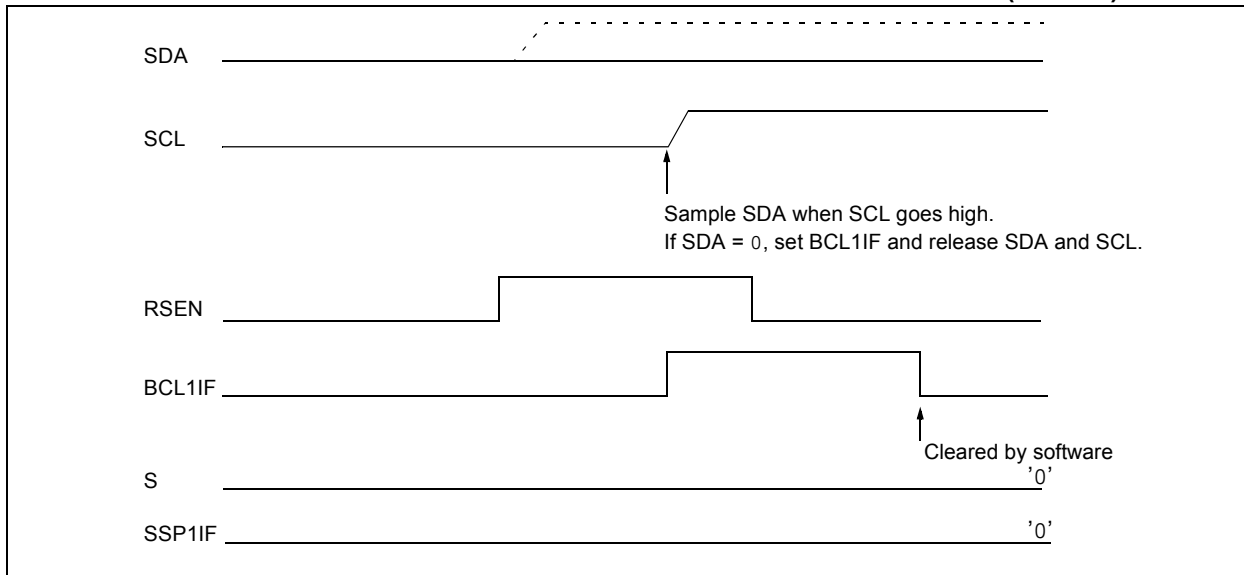 SDA
SCL
Sample SDA when SCL goes high.
If SDA = 0, set BCL1IF and release SDA and SCL.
RSEN
BCL1IF
Cleared by software
S
'0'
SSP1IF
'0'